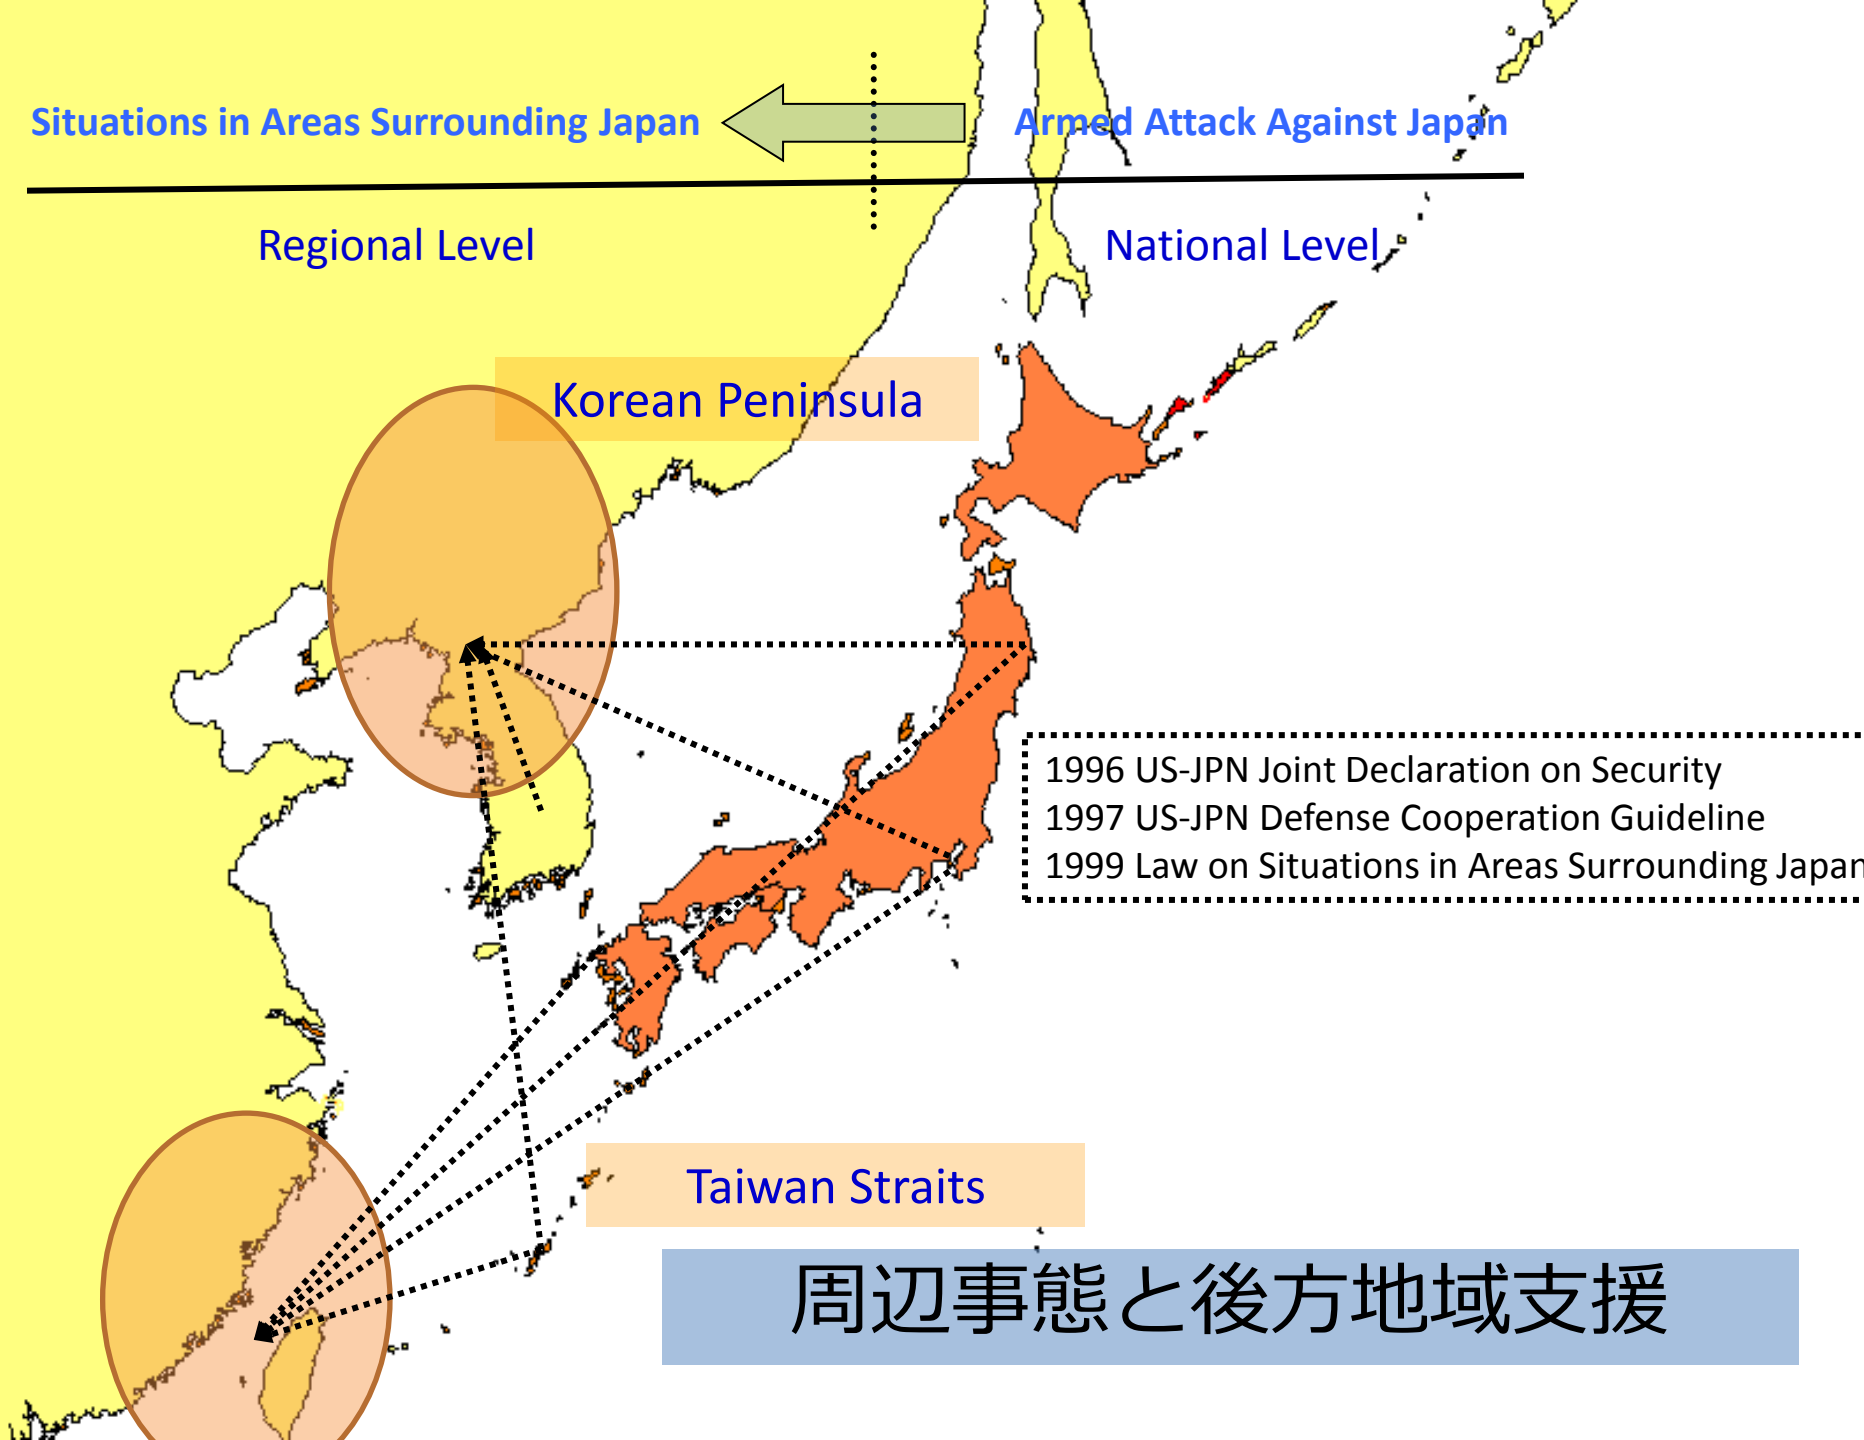 Situations in Areas Surrounding Japan
Armed Attack Against Japan
Regional Level
National Level
Korean Peninsula
1996 US-JPN Joint Declaration on Security
1997 US-JPN Defense Cooperation Guideline
1999 Law on Situations in Areas Surrounding Japan
Taiwan Straits
周辺事態と後方地域支援